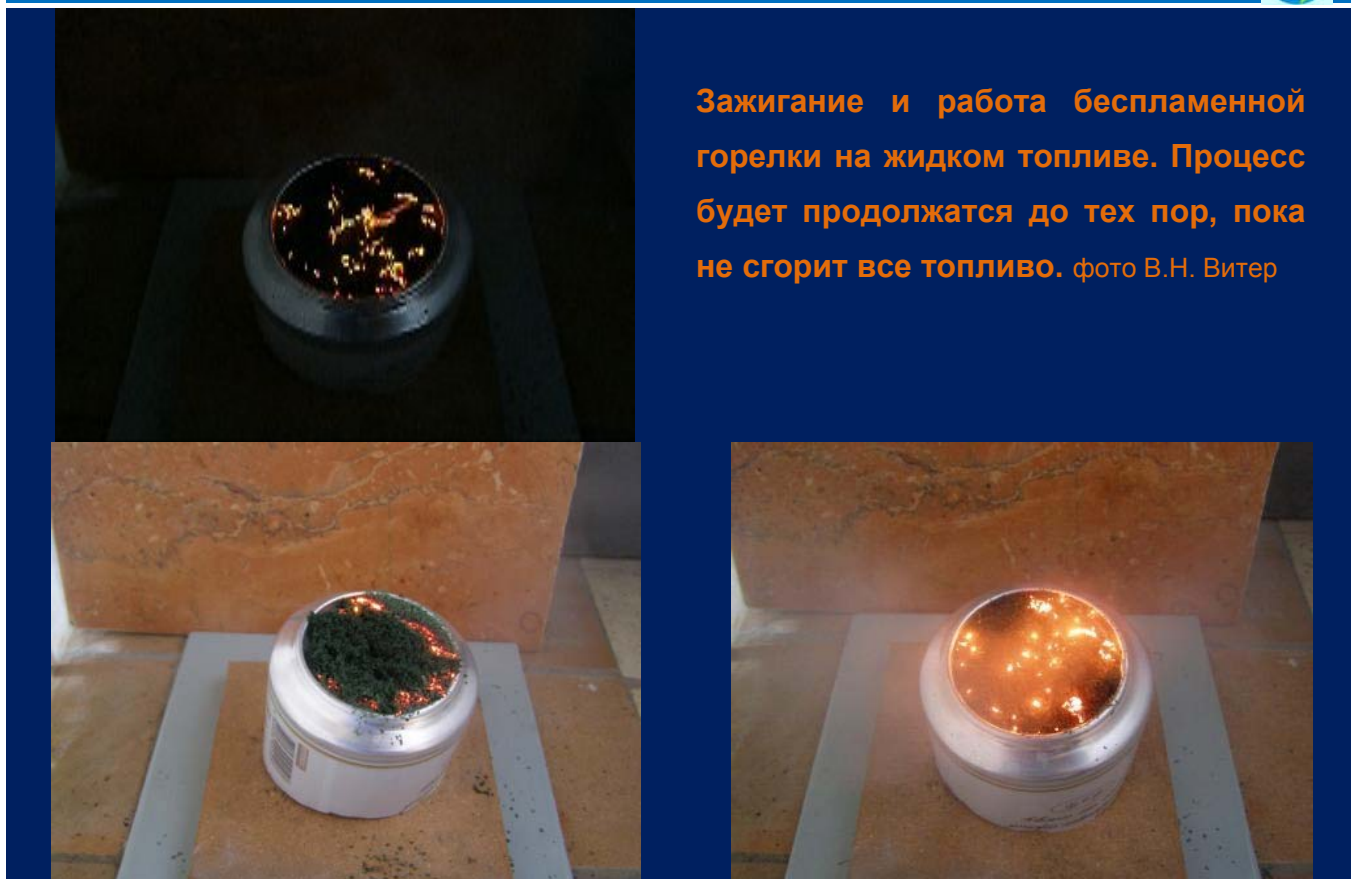 Зажигание и работа беспламенной
горелки на жидком топливе. Процесс
будет продолжатся до тех пор, пока
не сгорит все топливо. фото В.Н. Витер